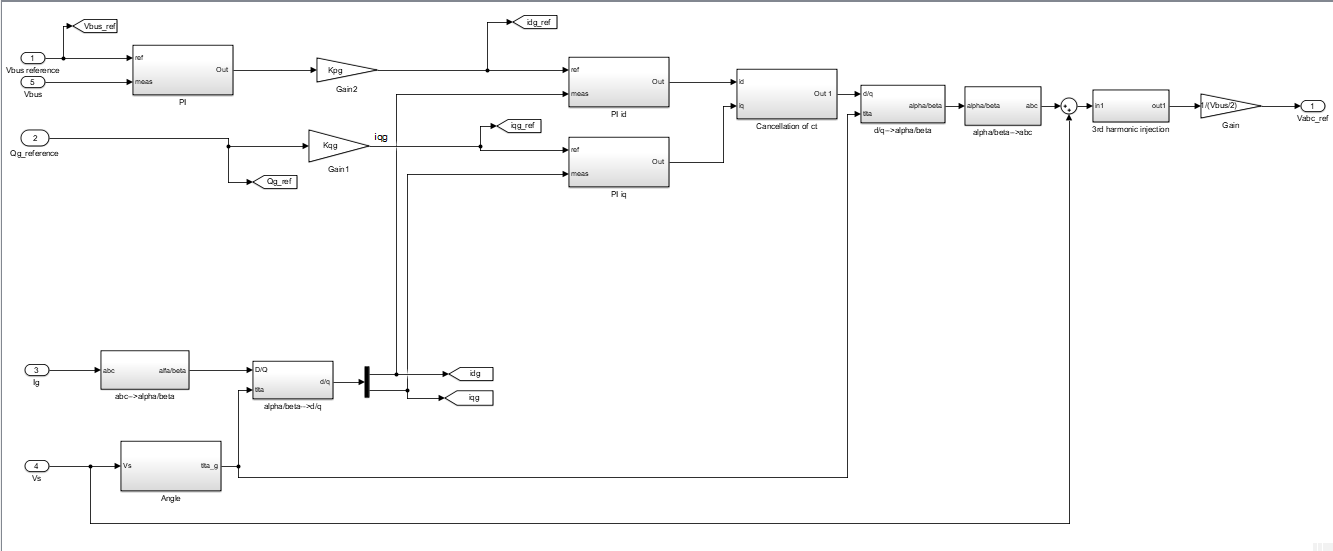 Vbus_ref
1
Vbus reference
5
Vbus
ref
meas
Out
PI
Kpg
Gain2
idg_ref
ref
meas
Out
PI id
2
Qg_reference
Qg_ref
Kqg
Gain1
iqg
iqg_ref
ref
meas
Out
PI iq
id
iq
Out 1
Cancellation of ct
d/q
tita
alpha/beta
d/q-->alpha/beta
alpha/beta
abc
alpha/beta-->abc
in1
out1
3rd harmonic injection
1/(Vbus/2)
Gain
1
Vabc_ref
3
Ig
abc
alfa/beta
abc-->alpha/beta
D/Q
tita
d/q
alpha/beta-->d/q
idg
iqg
4
Vs
Vs
tita_g
Angle